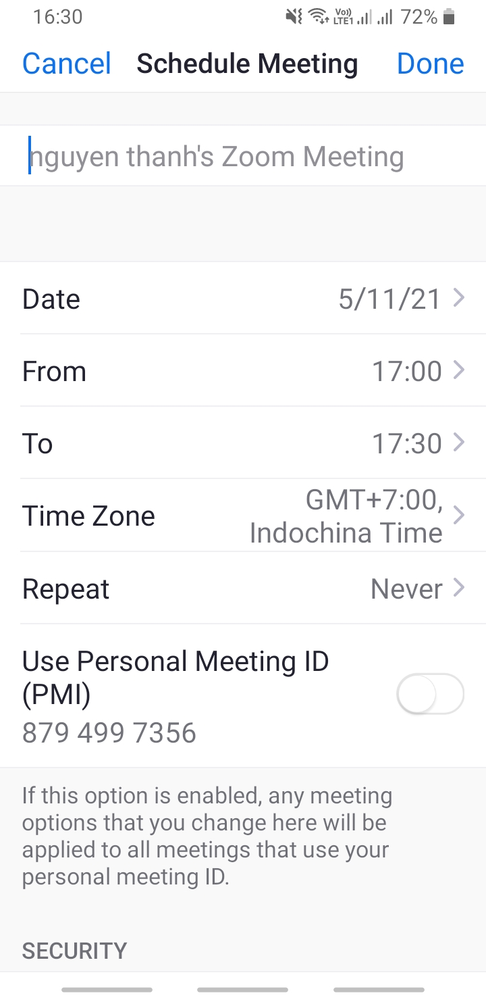 16:30 Vo)) LTE1 72%
Cancel Schedule Meeting Done
nguyen thanh's Zoom Meeting
Date 5/11/21
From 17:00
To 17:30
Time Zone GMT+7:00,
Indochina Time
Repeat Never
Use Personal Meeting ID
(PMI)
879 499 7356
If this option is enabled, any meeting
options that you change here will be
applied to all meetings that use your
personal meeting ID.
SECURITY